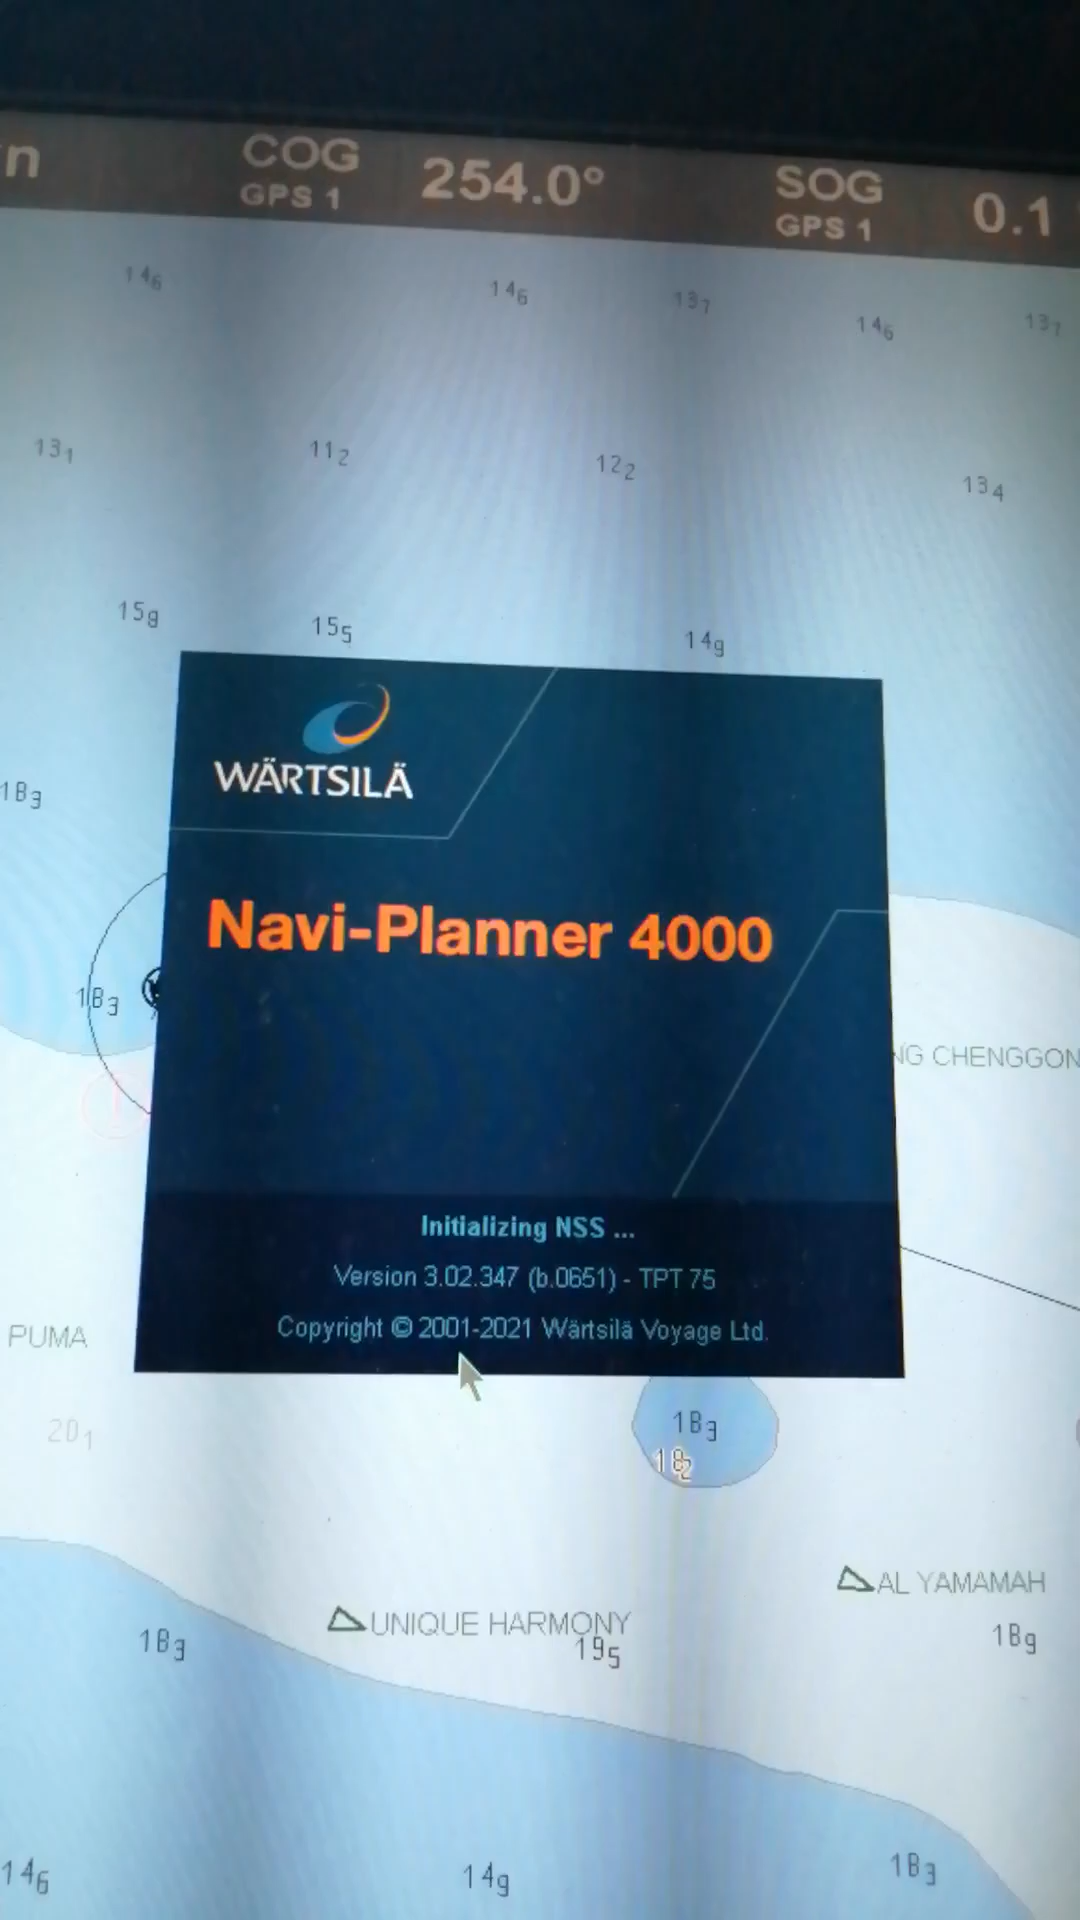 COG
GPS 1
254.0°
SOG
GPS 1
0.1
14₆
14₆
13₇
14₆
13₇
13₁
11₂
12₂
13₄
15₉
15₅
14₉
WÄRTSILÄ
18₃
Navi-Planner 4000
18₃
NG CHENGGON
Initializing NSS ...
Version 3.02.347 (b.0651) - TPT 75
Copyright © 2001-2021 Wärtsilä Voyage Ltd.
PUMA
20₁
18₃
AL YAMAMAH
UNIQUE HARMONY
18₃
19₅
18₉
14₆
14₉
18₃